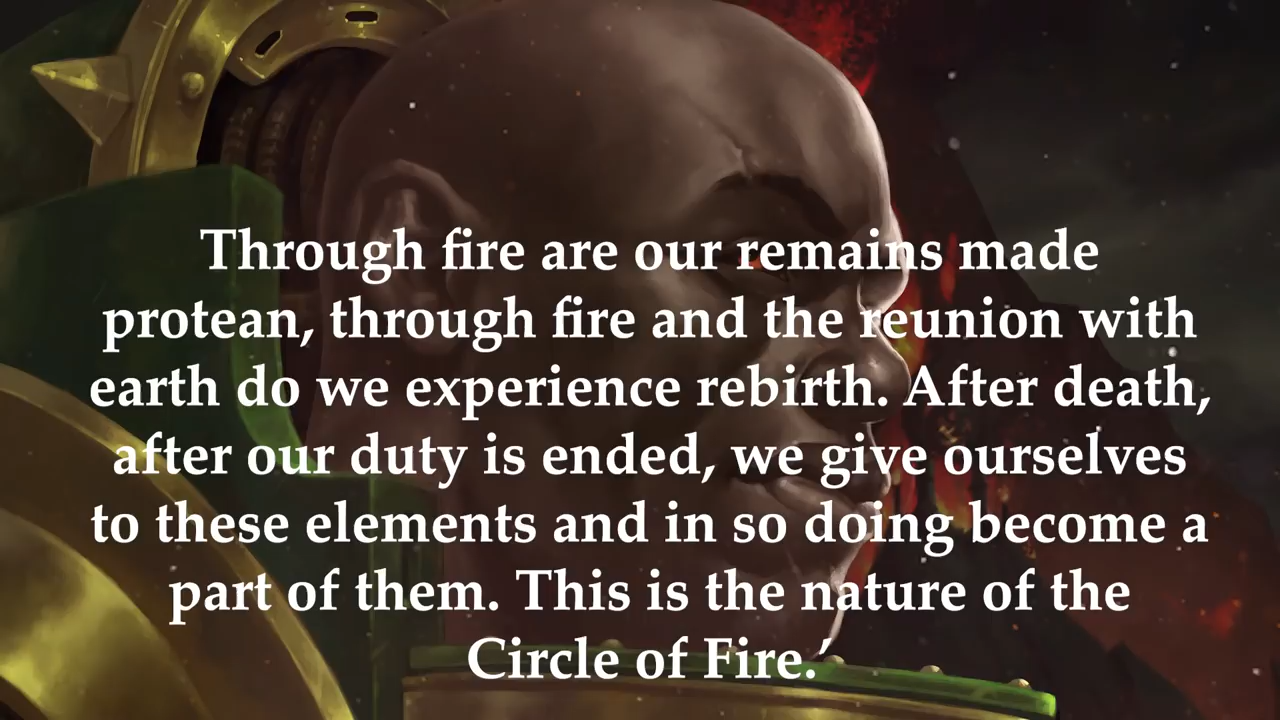 Through fire are our remains made
protean, through fire and the reunion with
earth do we experience rebirth. After death,
after our duty is ended, we give ourselves
to these elements and in so doing become a
part of them. This is the nature of the
Circle of Fire.’